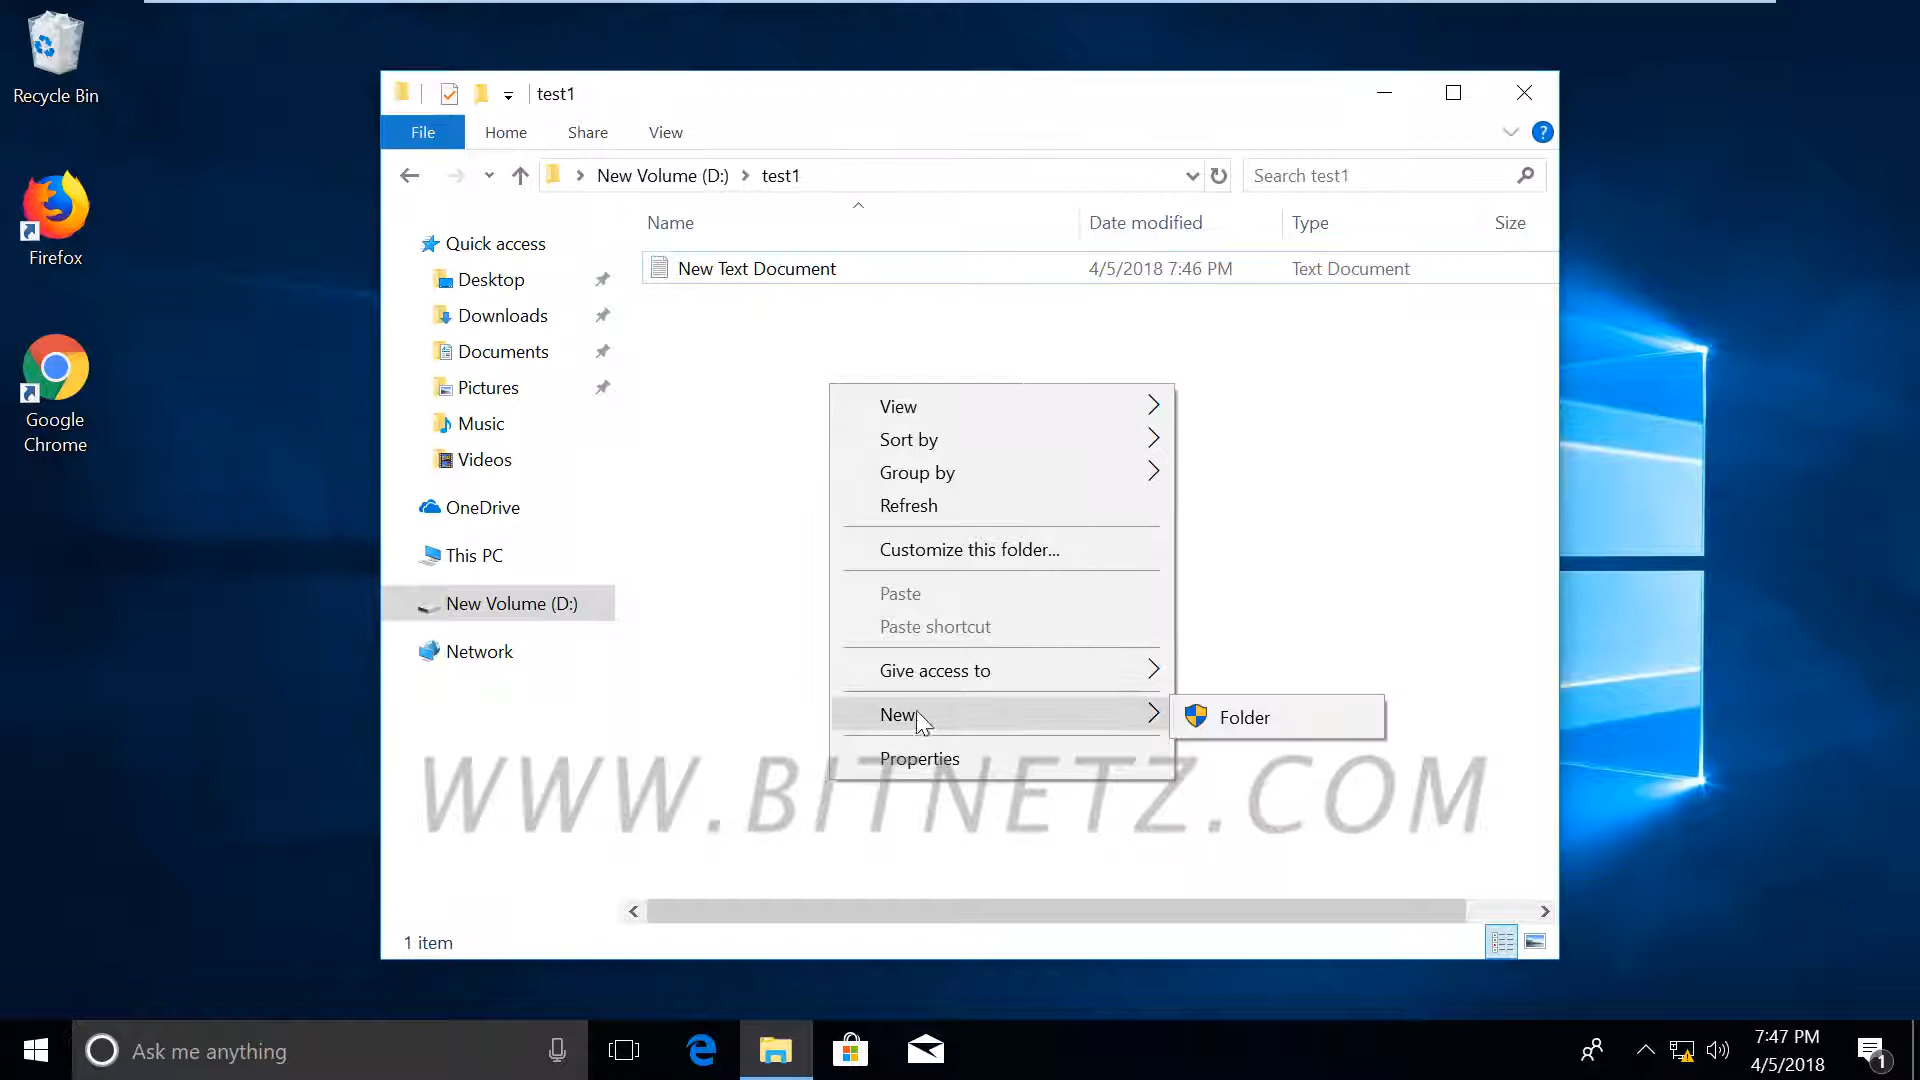 Recycle Bin
Firefox
Google
Chrome
test1
File
Home
Share
View
?
New Volume (D:)
test1
Search test1
Name
Date modified
Type
Size
New Text Document
4/5/2018 7:46 PM
Text Document
Quick access
Desktop
Downloads
Documents
Pictures
Music
Videos
OneDrive
This PC
New Volume (D:)
Network
View
Sort by
Group by
Refresh
Customize this folder...
Paste
Paste shortcut
Give access to
New
Folder
Properties
WWW.BITNETZ.COM
1 item
Ask me anything
7:47 PM
4/5/2018
1